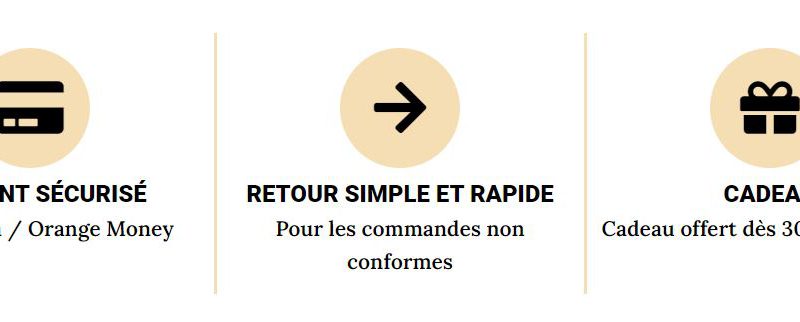 NT SÉCURISÉ
/ Orange Money
RETOUR SIMPLE ET RAPIDE
Pour les commandes non
conformes
CADEA
Cadeau offert dès 30